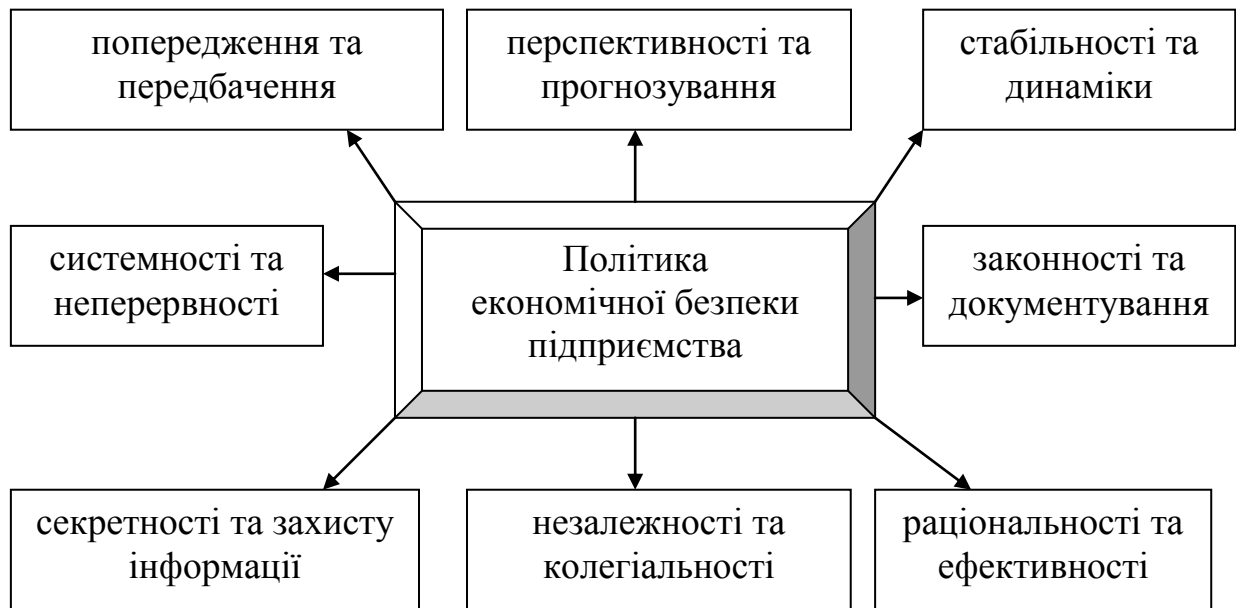 попередження та
передбачення
перспективності та
прогнозування
стабільності та
динаміки
системності та
неперервності
Політика
економічної безпеки
підприємства
законності та
документування
секретності та захисту
інформації
незалежності та
колегіальності
раціональності та
ефективності